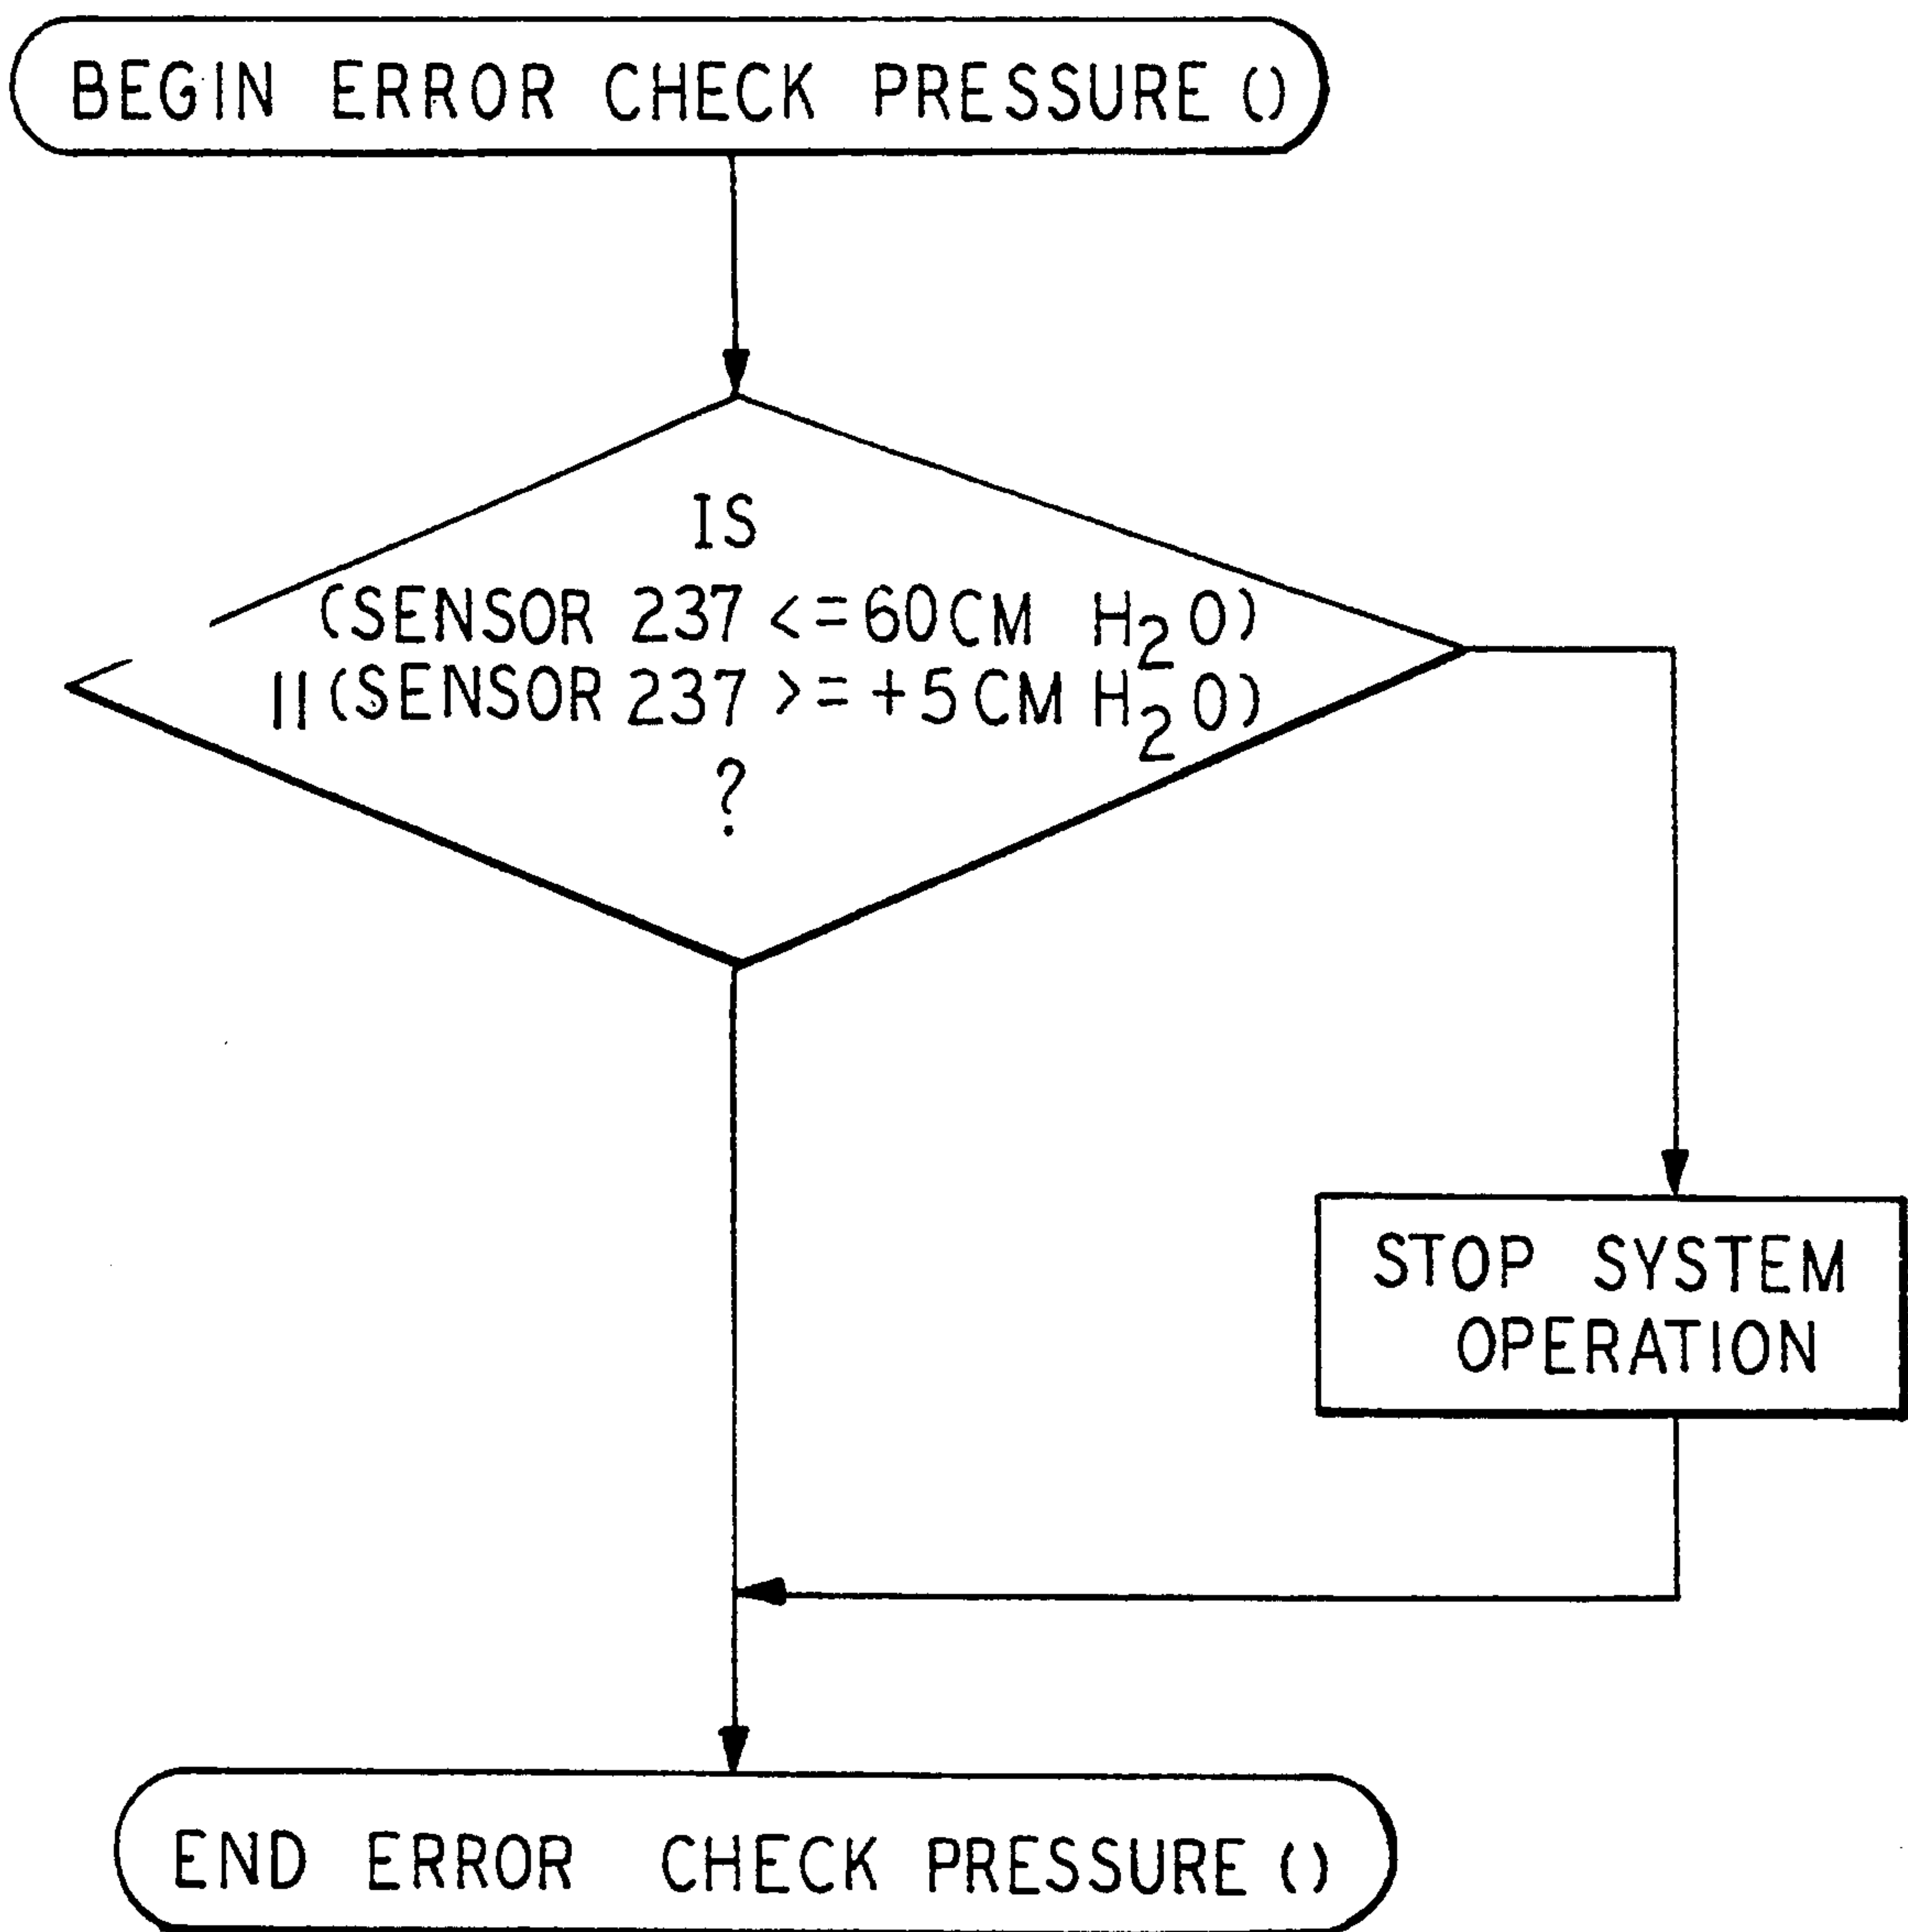 BEGIN ERROR CHECK PRESSURE ()
IS
(SENSOR 237 <=60CM H₂O)
||(SENSOR 237 >= +5CM H₂O)
?
STOP SYSTEM
OPERATION
END ERROR CHECK PRESSURE ()